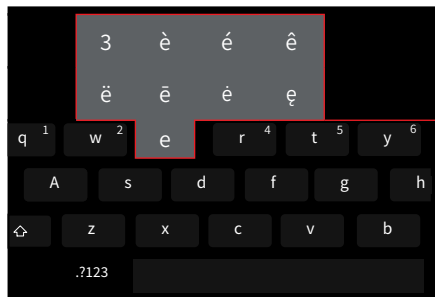 3 è é ê
ë ē ė ę
q 1 w 2 e r 4 t 5 y 6
A s d f g h
z x c v b
.?123